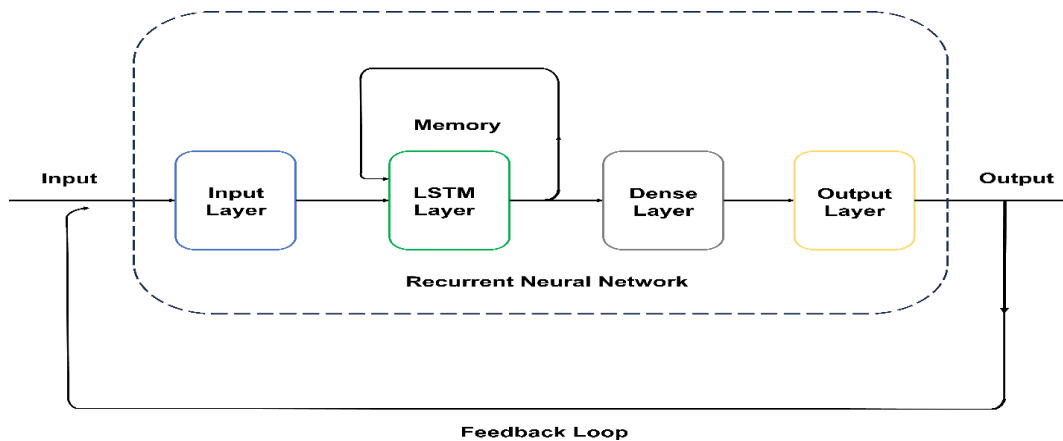 Memory
Input
Input
Layer
LSTM
Layer
Dense
Layer
Output
Layer
Output
Recurrent Neural Network
Feedback Loop